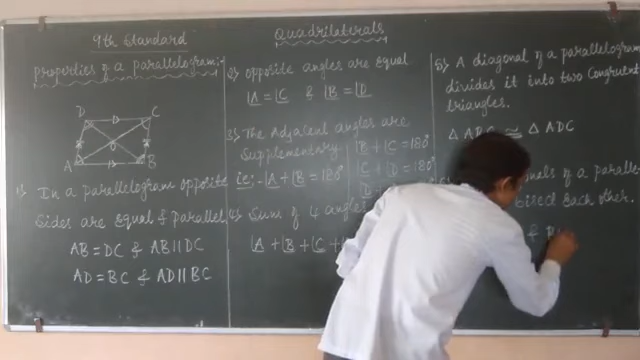 Quadrilaterals
9th Standard
properties of a parallelogram:-
D C
O
A B
1) In a parallelogram opposite
Sides are Equal & Parallel.
AB = DC & AB || DC
AD = BC & AD || BC
2) opposite angles are equal
∠A = ∠C & ∠B = ∠D
3) The Adjacent angles are
Supplementary
ie:- ∠A + ∠B = 180°
∠B + ∠C = 180°
∠C + ∠D = 180°
∠D =
4) Sum of 4 angles
∠A + ∠B + ∠C +
5) A diagonal of a parallelogram
divides it into two Congruent
triangles.
△ ABC ≅ △ ADC
of a paralle
bised Each other.
&